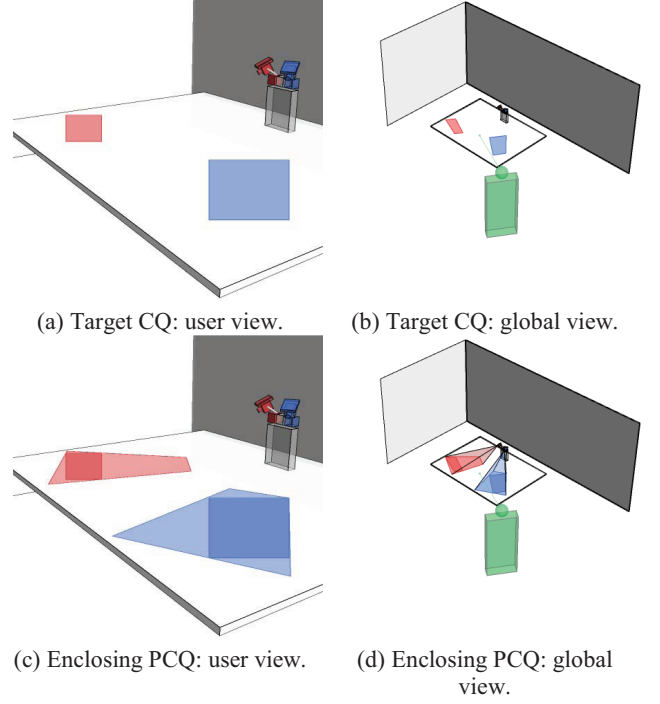 (a) Target CQ: user view.
(b) Target CQ: global view.
(c) Enclosing PCQ: user view.
(d) Enclosing PCQ: global
view.